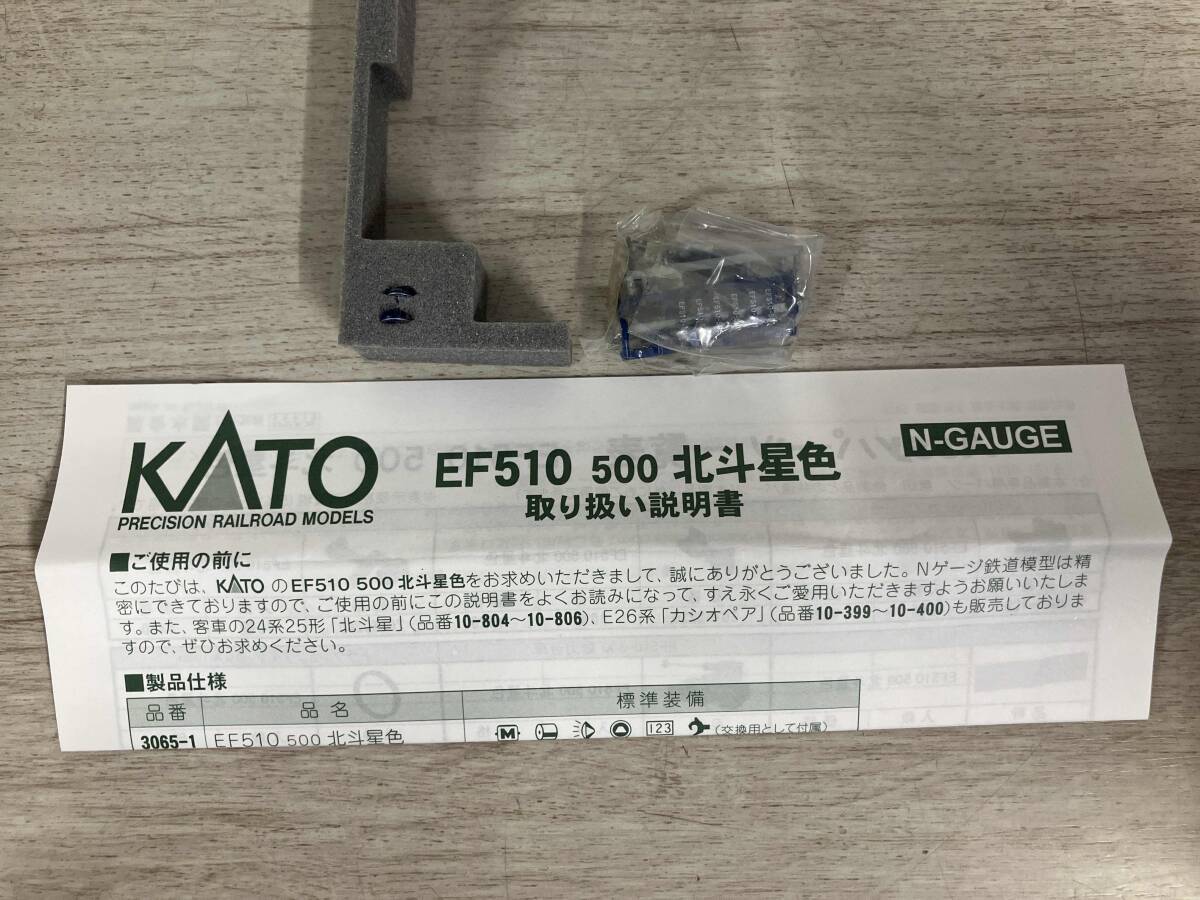 EF510
EF510
EF510
EF510
EF510
KATO
PRECISION RAILROAD MODELS
EF510 500 北斗星色
取り扱い説明書
N-GAUGE
■ご使用の前に
このたびは、KATOのEF510 500 北斗星色をお求めいただきまして、誠にありがとうございました。Nゲージ鉄道模型は精
密にできておりますので、ご使用の前にこの説明書をよくお読みになって、すえ永くご愛用いただきますようお願いいたしま
す。また、客車の24系25形「北斗星」(品番10-804～10-806)、E26系「カシオペア」(品番10-399～10-400)も販売しておりま
すので、ぜひお求めください。
■製品仕様
品番 品名 標準装備
3065-1 EF510 500 北斗星色 M 123 (交換用として付属)